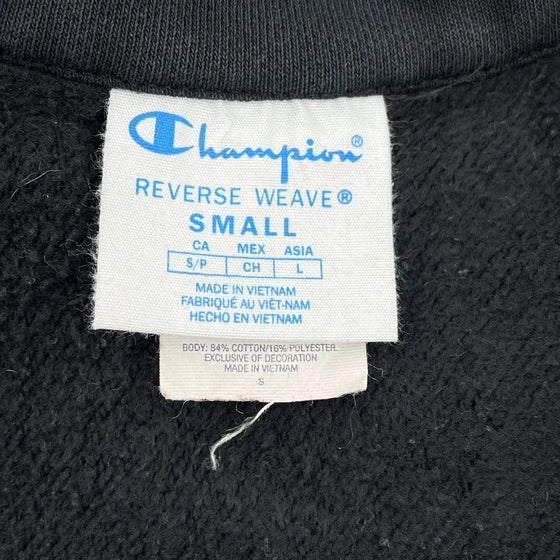 Champion®
REVERSE WEAVE®
SMALL
CA MEX ASIA
S/P CH L
MADE IN VIETNAM
FABRIQUÉ AU VIÊT-NAM
HECHO EN VIETNAM
BODY: 84% COTTON/16% POLYESTER.
EXCLUSIVE OF DECORATION
MADE IN VIETNAM
S